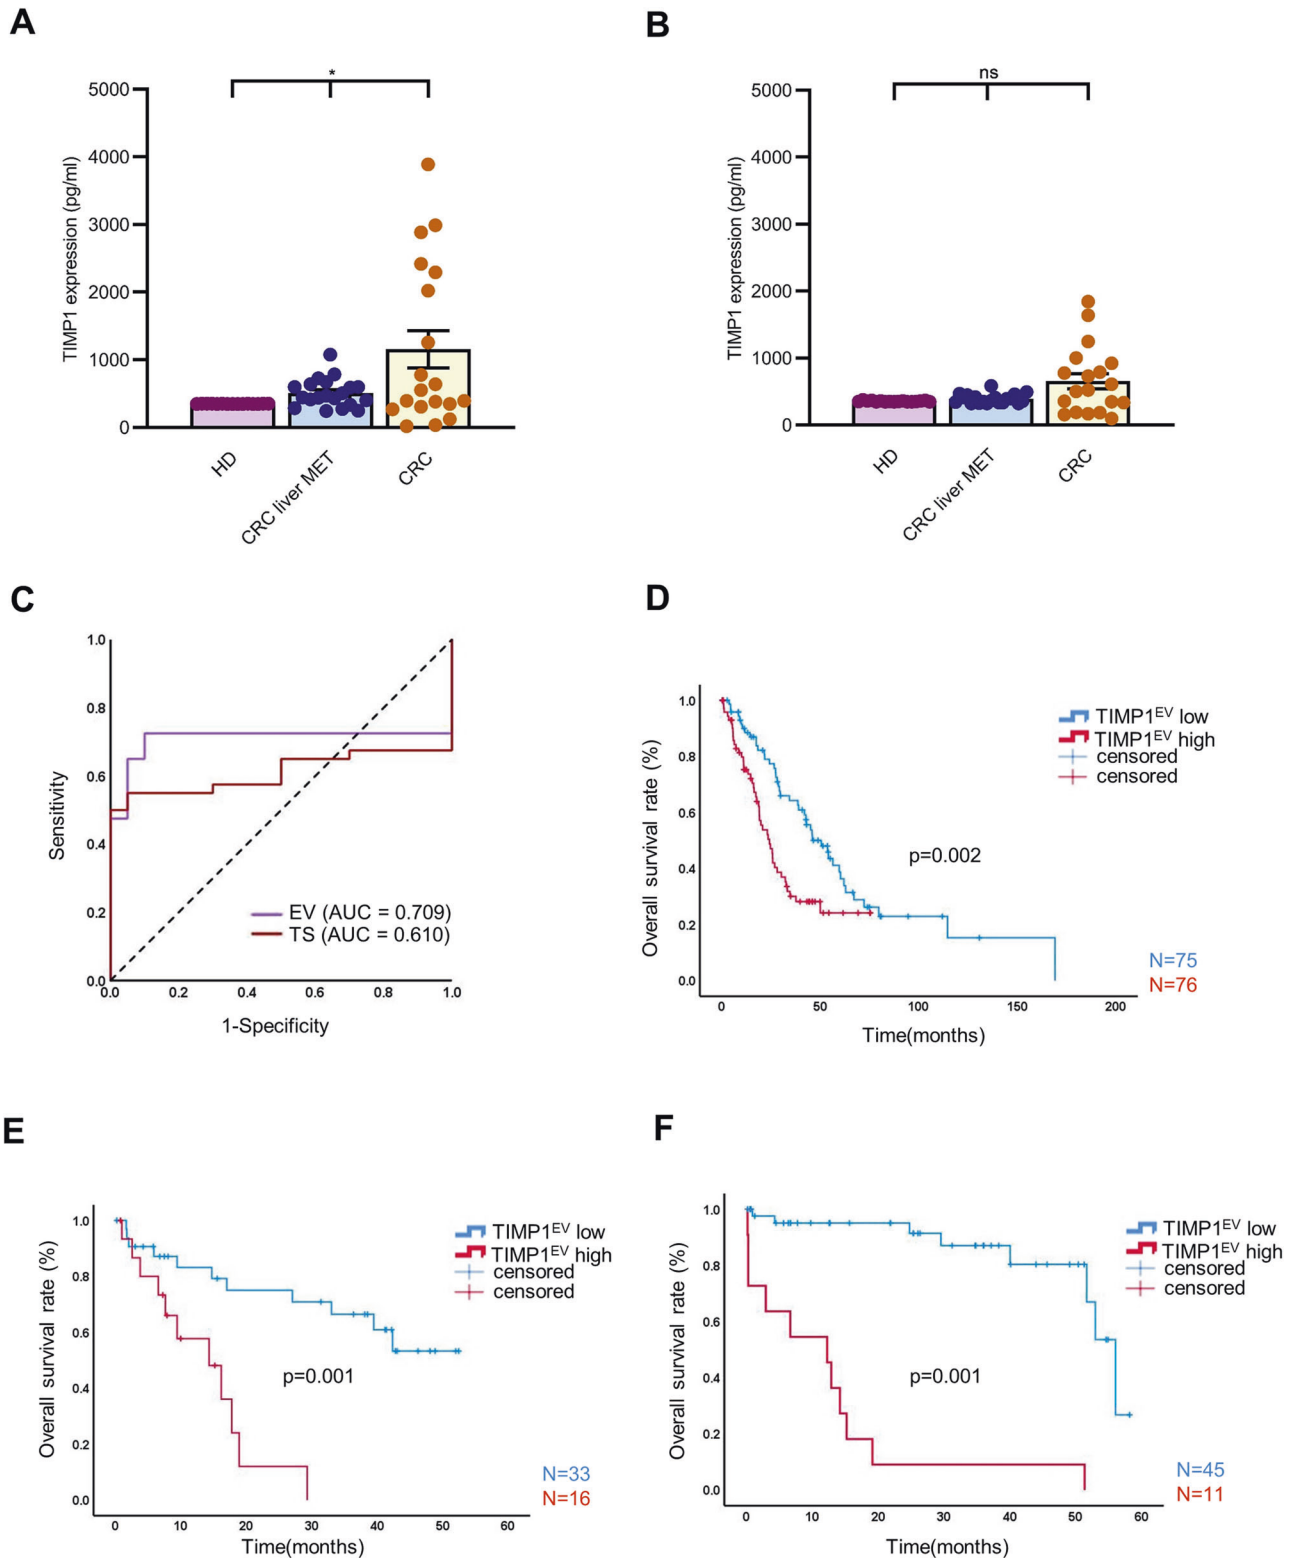 A
TIMP1 expression (pg/ml)
5000
4000
3000
2000
1000
0
*
HD
CRC liver MET
CRC
B
TIMP1 expression (pg/ml)
5000
4000
3000
2000
1000
0
ns
HD
CRC liver MET
CRC
C
Sensitivity
1.0
0.8
0.6
0.4
0.2
0.0
EV (AUC = 0.709)
TS (AUC = 0.610)
0.0 0.2 0.4 0.6 0.8 1.0
1-Specificity
D
Overall survival rate (%)
1.0
0.8
0.6
0.4
0.2
0.0
TIMP1EV low
TIMP1EV high
censored
censored
p=0.002
N=75
N=76
0 50 100 150 200
Time(months)
E
Overall survival rate (%)
1.0
0.8
0.6
0.4
0.2
0.0
TIMP1EV low
TIMP1EV high
censored
censored
p=0.001
N=33
N=16
0 10 20 30 40 50 60
Time(months)
F
Overall survival rate (%)
1.0
0.8
0.6
0.4
0.2
0.0
TIMP1EV low
TIMP1EV high
censored
censored
p=0.001
N=45
N=11
0 10 20 30 40 50 60
Time(months)